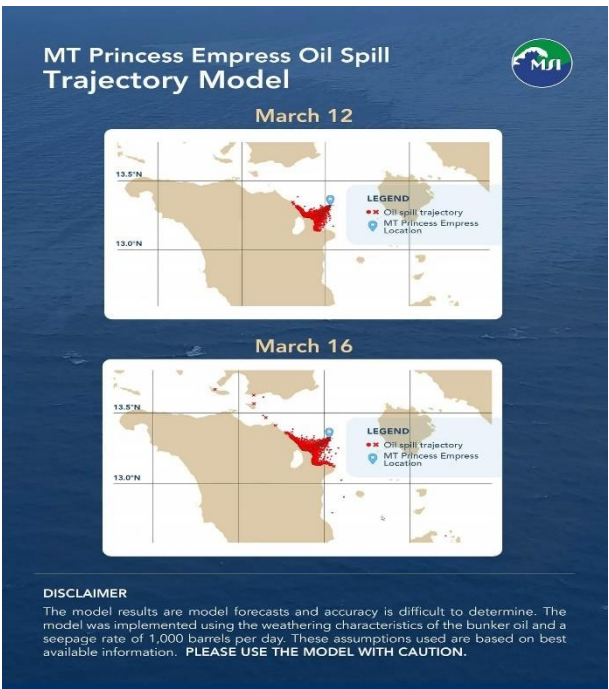 MT Princess Empress Oil Spill
Trajectory Model
MSI
March 12
13.5°N
13.0°N
LEGEND
Oil spill trajectory
MT Princess Empress
Location
March 16
13.5°N
13.0°N
LEGEND
Oil spill trajectory
MT Princess Empress
Location
DISCLAIMER
The model results are model forecasts and accuracy is difficult to determine. The
model was implemented using the weathering characteristics of the bunker oil and a
seepage rate of 1,000 barrels per day. These assumptions used are based on best
available information. PLEASE USE THE MODEL WITH CAUTION.